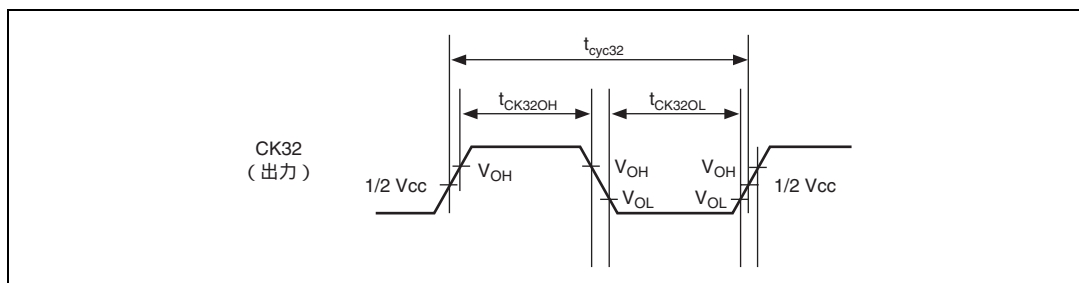 tcyc32
tCK32OH
tCK32OL
CK32
（出力）
1/2 Vcc
VOH
VOH
VOL
VOH
VOL
1/2 Vcc